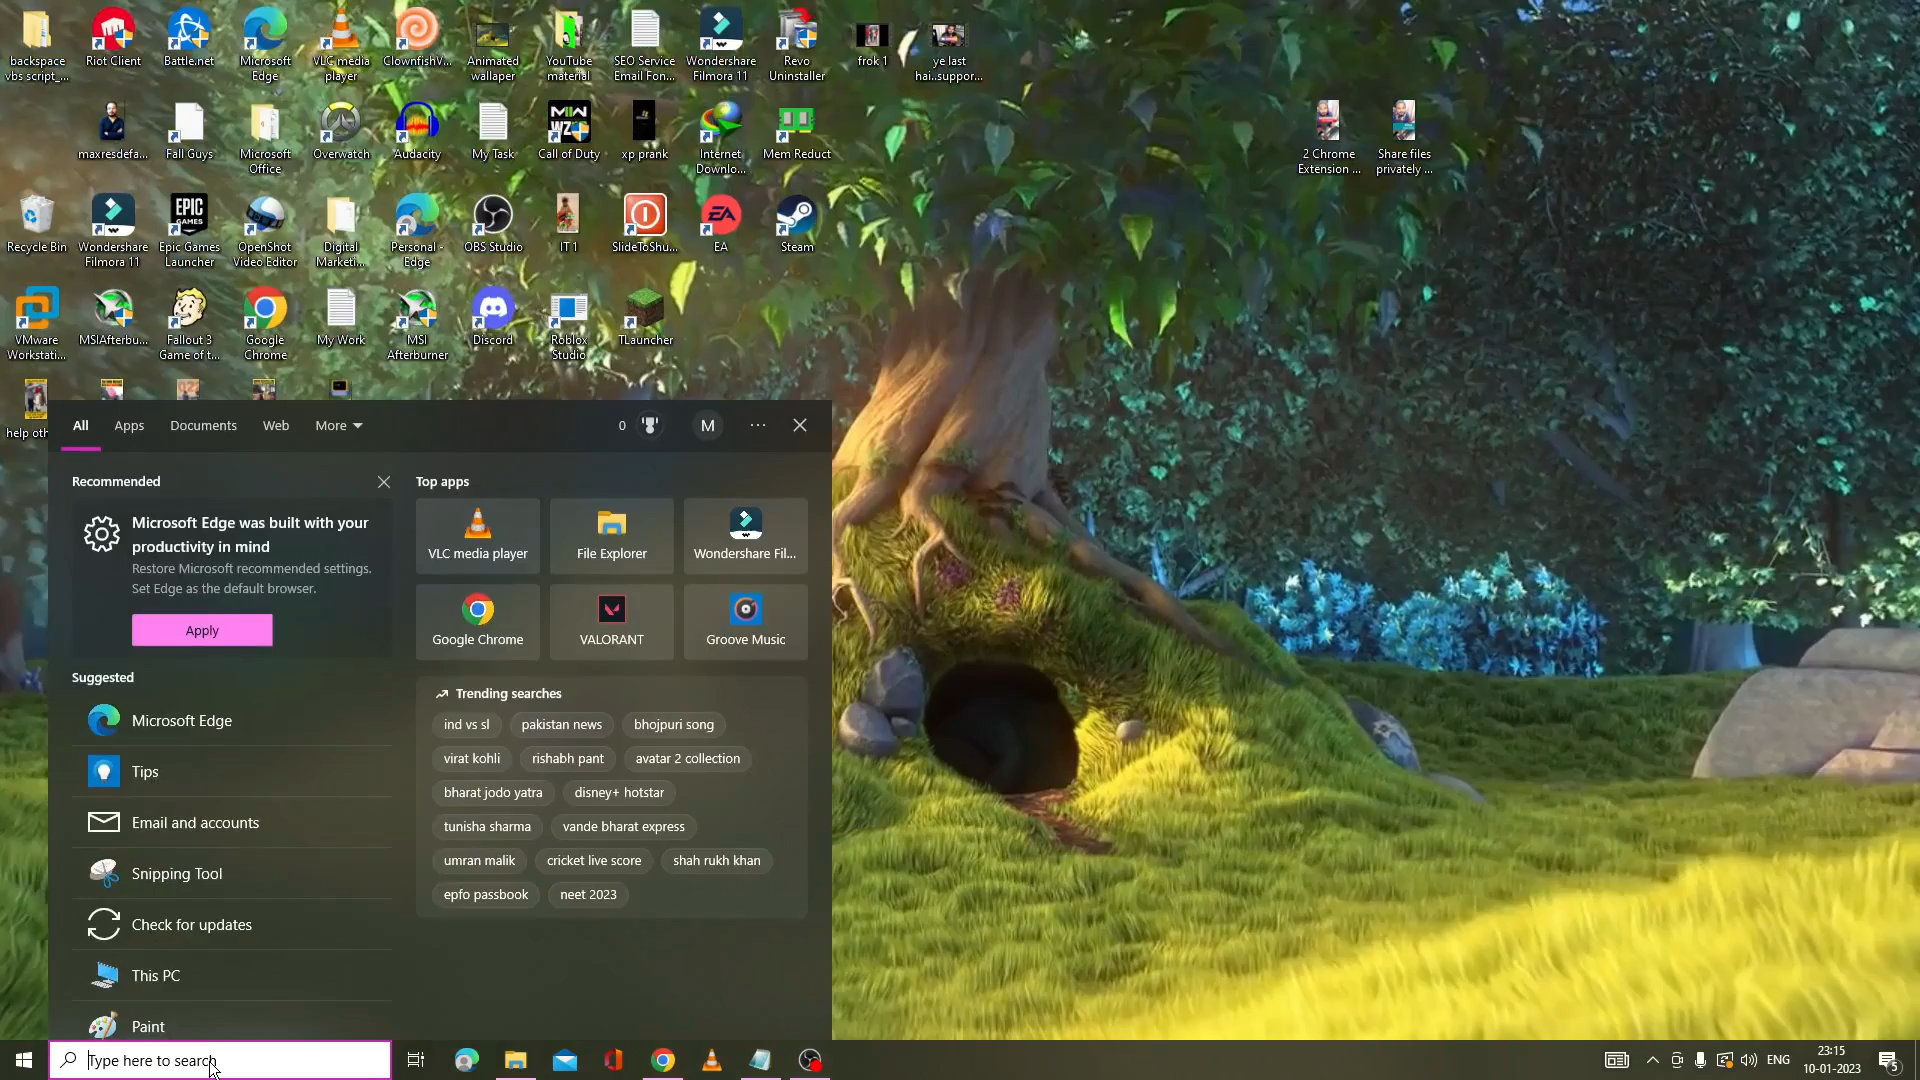 backspace
vbs script_...
Riot Client
Battle.net
Microsoft
Edge
VLC media
player
ClownfishV...
Animated
wallaper
YouTube
material
SEO Service
Email Fon...
Wondershare
Filmora 11
Revo
Uninstaller
frok 1
ye last
hai..suppor...
maxresdefa...
Fall Guys
Microsoft
Office
Overwatch
Audacity
My Task
Call of Duty
xp prank
Internet
Downlo...
Mem Reduct
2 Chrome
Extension ...
Share files
privately ...
Recycle Bin
Wondershare
Filmora 11
Epic Games
Launcher
OpenShot
Video Editor
Digital
Marketi...
Personal -
Edge
OBS Studio
IT 1
SlideToShu...
EA
Steam
VMware
Workstati...
MSIAfterbu...
Fallout 3
Game of t...
Google
Chrome
My Work
MSI
Afterburner
Discord
Roblox
Studio
TLauncher
help oth
All
Apps
Documents
Web
More
0
M
Recommended
Microsoft Edge was built with your
productivity in mind
Restore Microsoft recommended settings.
Set Edge as the default browser.
Apply
Suggested
Microsoft Edge
Tips
Email and accounts
Snipping Tool
Check for updates
This PC
Paint
Top apps
VLC media player
File Explorer
Wondershare Fil...
Google Chrome
VALORANT
Groove Music
Trending searches
ind vs sl
pakistan news
bhojpuri song
virat kohli
rishabh pant
avatar 2 collection
bharat jodo yatra
disney+ hotstar
tunisha sharma
vande bharat express
umran malik
cricket live score
shah rukh khan
epfo passbook
neet 2023
Type here to search
ENG
23:15
10-01-2023
5